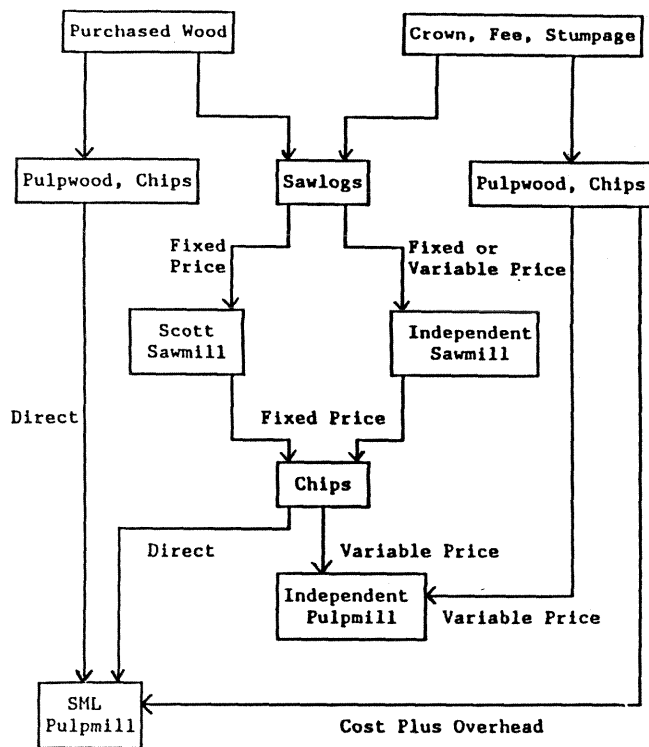 Purchased Wood
Crown, Fee, Stumpage
Pulpwood, Chips
Sawlogs
Pulpwood, Chips
Fixed
Price
Fixed or
Variable Price
Scott
Sawmill
Independent
Sawmill
Direct
Fixed Price
Chips
Direct
Variable Price
Independent
Pulpmill
Variable Price
SML
Pulpmill
Cost Plus Overhead